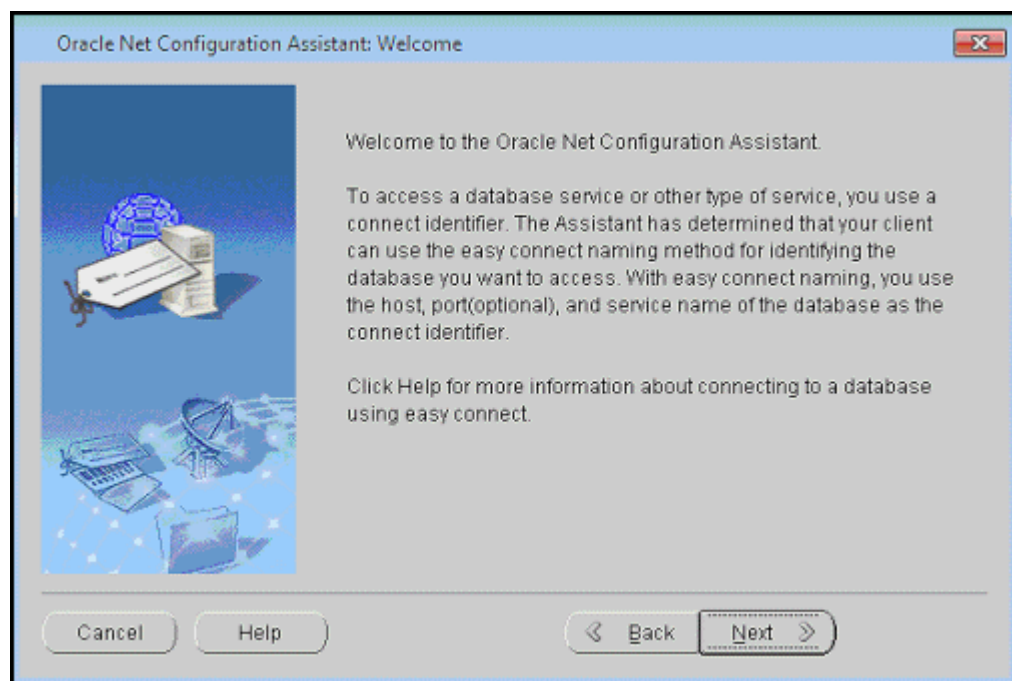 Oracle Net Configuration Assistant: Welcome
Welcome to the Oracle Net Configuration Assistant.
To access a database service or other type of service, you use a
connect identifier. The Assistant has determined that your client
can use the easy connect naming method for identifying the
database you want to access. With easy connect naming, you use
the host, port(optional), and service name of the database as the
connect identifier.
Click Help for more information about connecting to a database
using easy connect.
Cancel Help Back Next